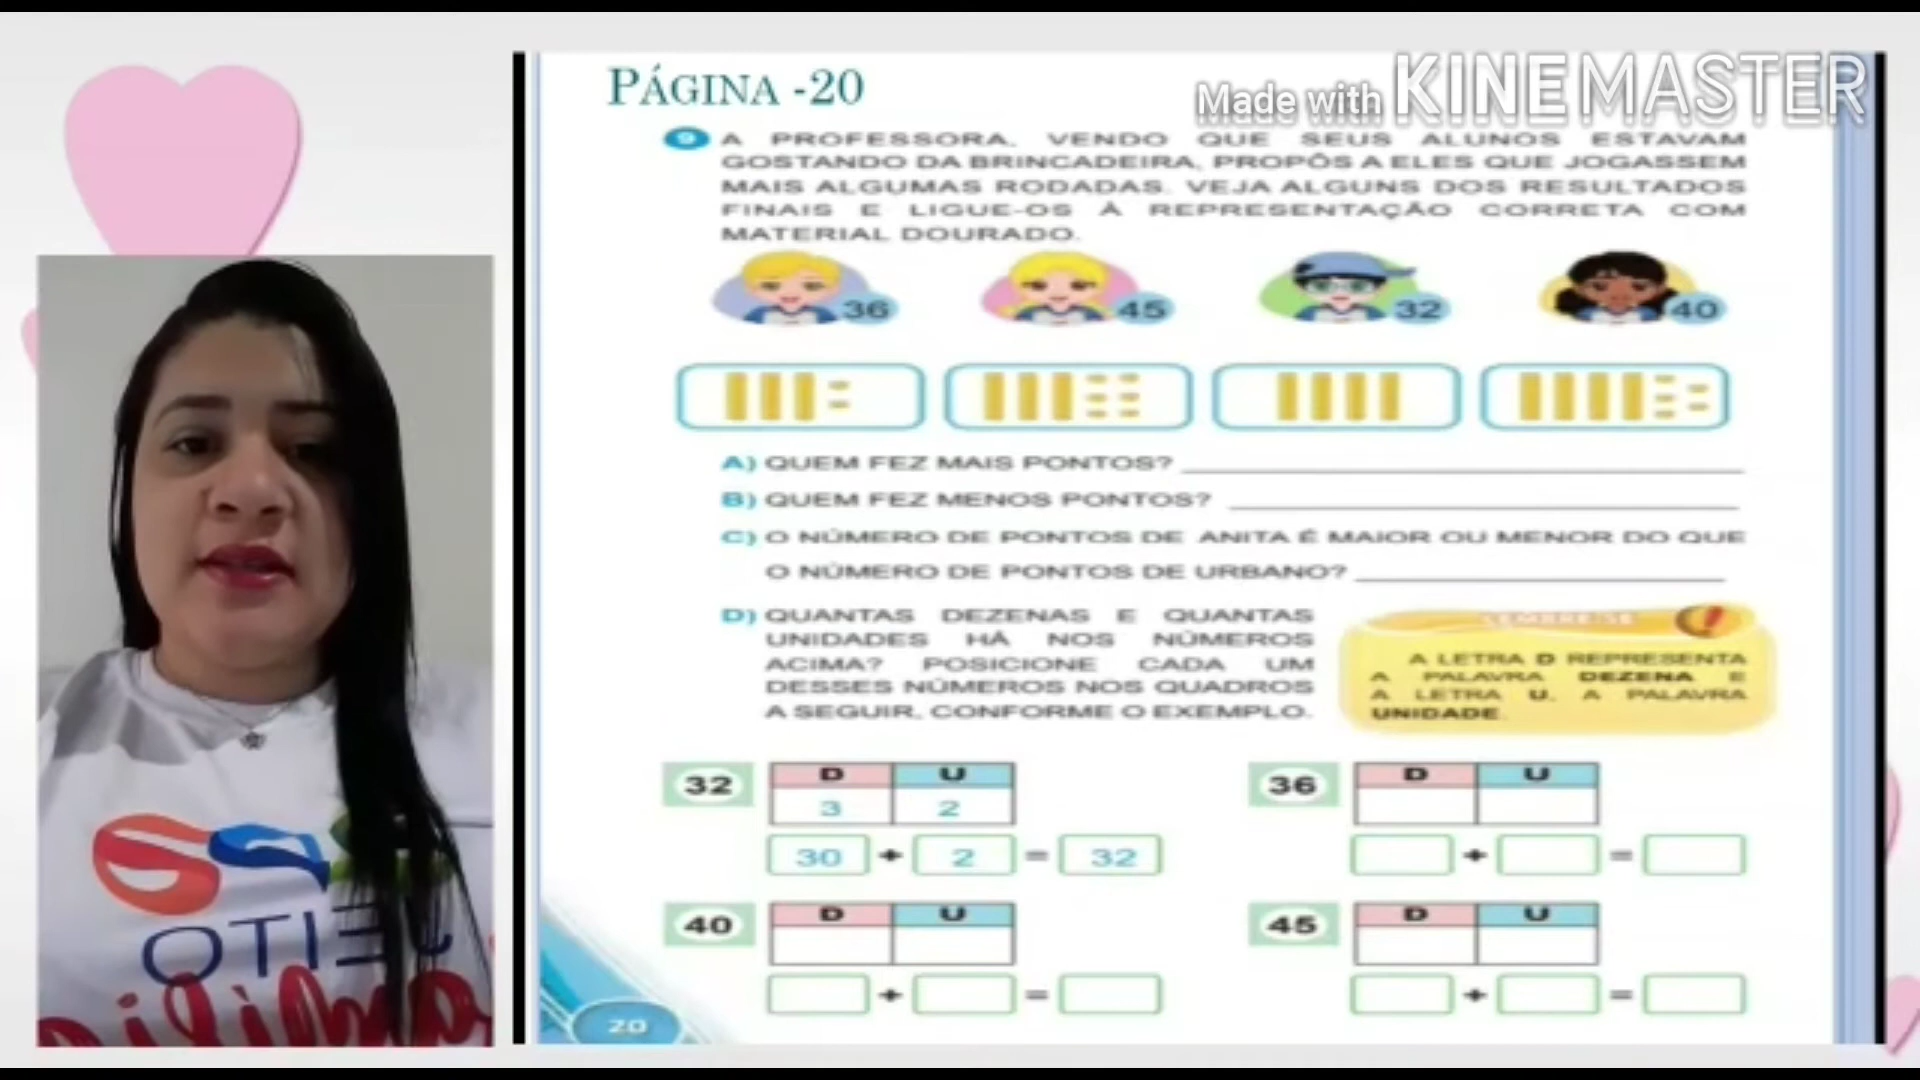 PÁGINA -20
Made with KINEMASTER
9 A PROFESSORA, VENDO QUE SEUS ALUNOS ESTAVAM
GOSTANDO DA BRINCADEIRA, PROPÔS A ELES QUE JOGASSEM
MAIS ALGUMAS RODADAS. VEJA ALGUNS DOS RESULTADOS
FINAIS E LIGUE-OS À REPRESENTAÇÃO CORRETA COM
MATERIAL DOURADO.
36 45 32 40
A) QUEM FEZ MAIS PONTOS?
B) QUEM FEZ MENOS PONTOS?
C) O NÚMERO DE PONTOS DE ANITA É MAIOR OU MENOR DO QUE
O NÚMERO DE PONTOS DE URBANO?
D) QUANTAS DEZENAS E QUANTAS
UNIDADES HÁ NOS NÚMEROS
ACIMA? POSICIONE CADA UM
DESSES NÚMEROS NOS QUADROS
A SEGUIR, CONFORME O EXEMPLO.
LEMBRE-SE
A LETRA D REPRESENTA
A PALAVRA DEZENA E
A LETRA U, A PALAVRA
UNIDADE.
32 D U
3 2
30 + 2 = 32
36 D U
+ =
40 D U
+ =
45 D U
+ =
20